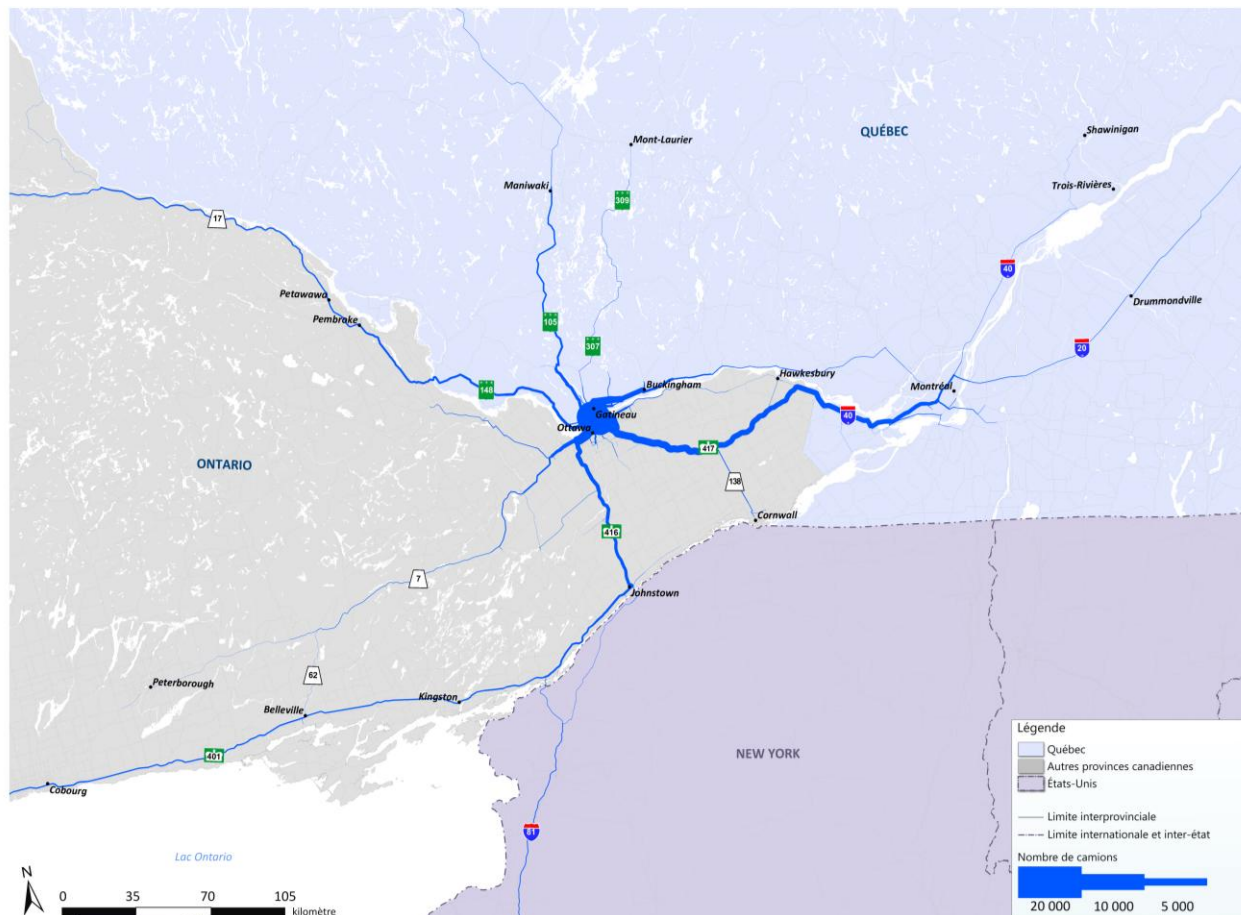 QUÉBEC
Shawinigan
Mont-Laurier
Maniwaki
Trois-Rivières
309
17
40
Petawawa
Drummondville
Pembroke
105
307
20
148
Buckingham
Hawkesbury
Montréal
Gatineau
40
Ottawa
417
ONTARIO
138
Cornwall
416
7
Johnstown
62
Peterborough
Kingston
Belleville
401
NEW YORK
Cobourg
81
Lac Ontario
N
0 35 70 105
kilomètre
Légende
Québec
Autres provinces canadiennes
États-Unis
Limite interprovinciale
Limite internationale et inter-état
Nombre de camions
20 000 10 000 5 000